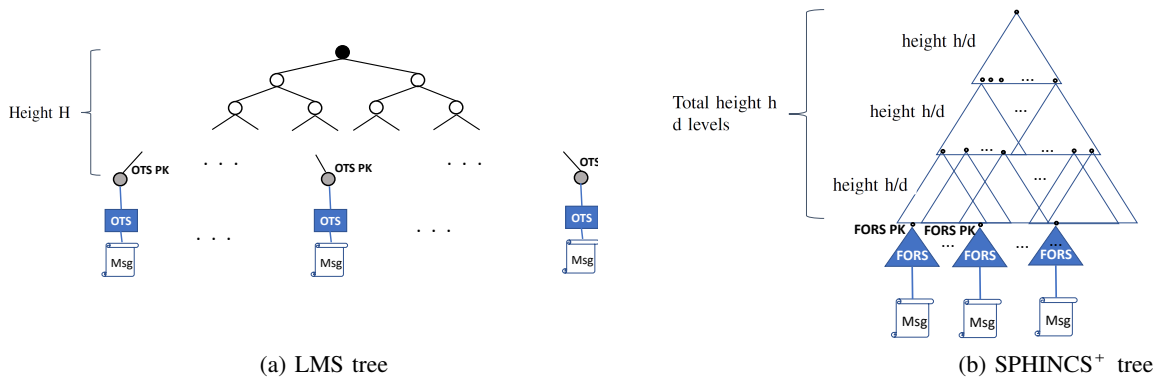 Height H
OTS PK
OTS PK
OTS
OTS
OTS
OTS
Msg
Msg
Msg
. . .
. . .
. . .
. . .
(a) LMS tree
Total height h
d levels
height h/d
height h/d
height h/d
...
...
...
...
...
FORS PK
FORS PK
...
...
...
FORS
FORS
FORS
Msg
Msg
Msg
(b) SPHINCS+ tree